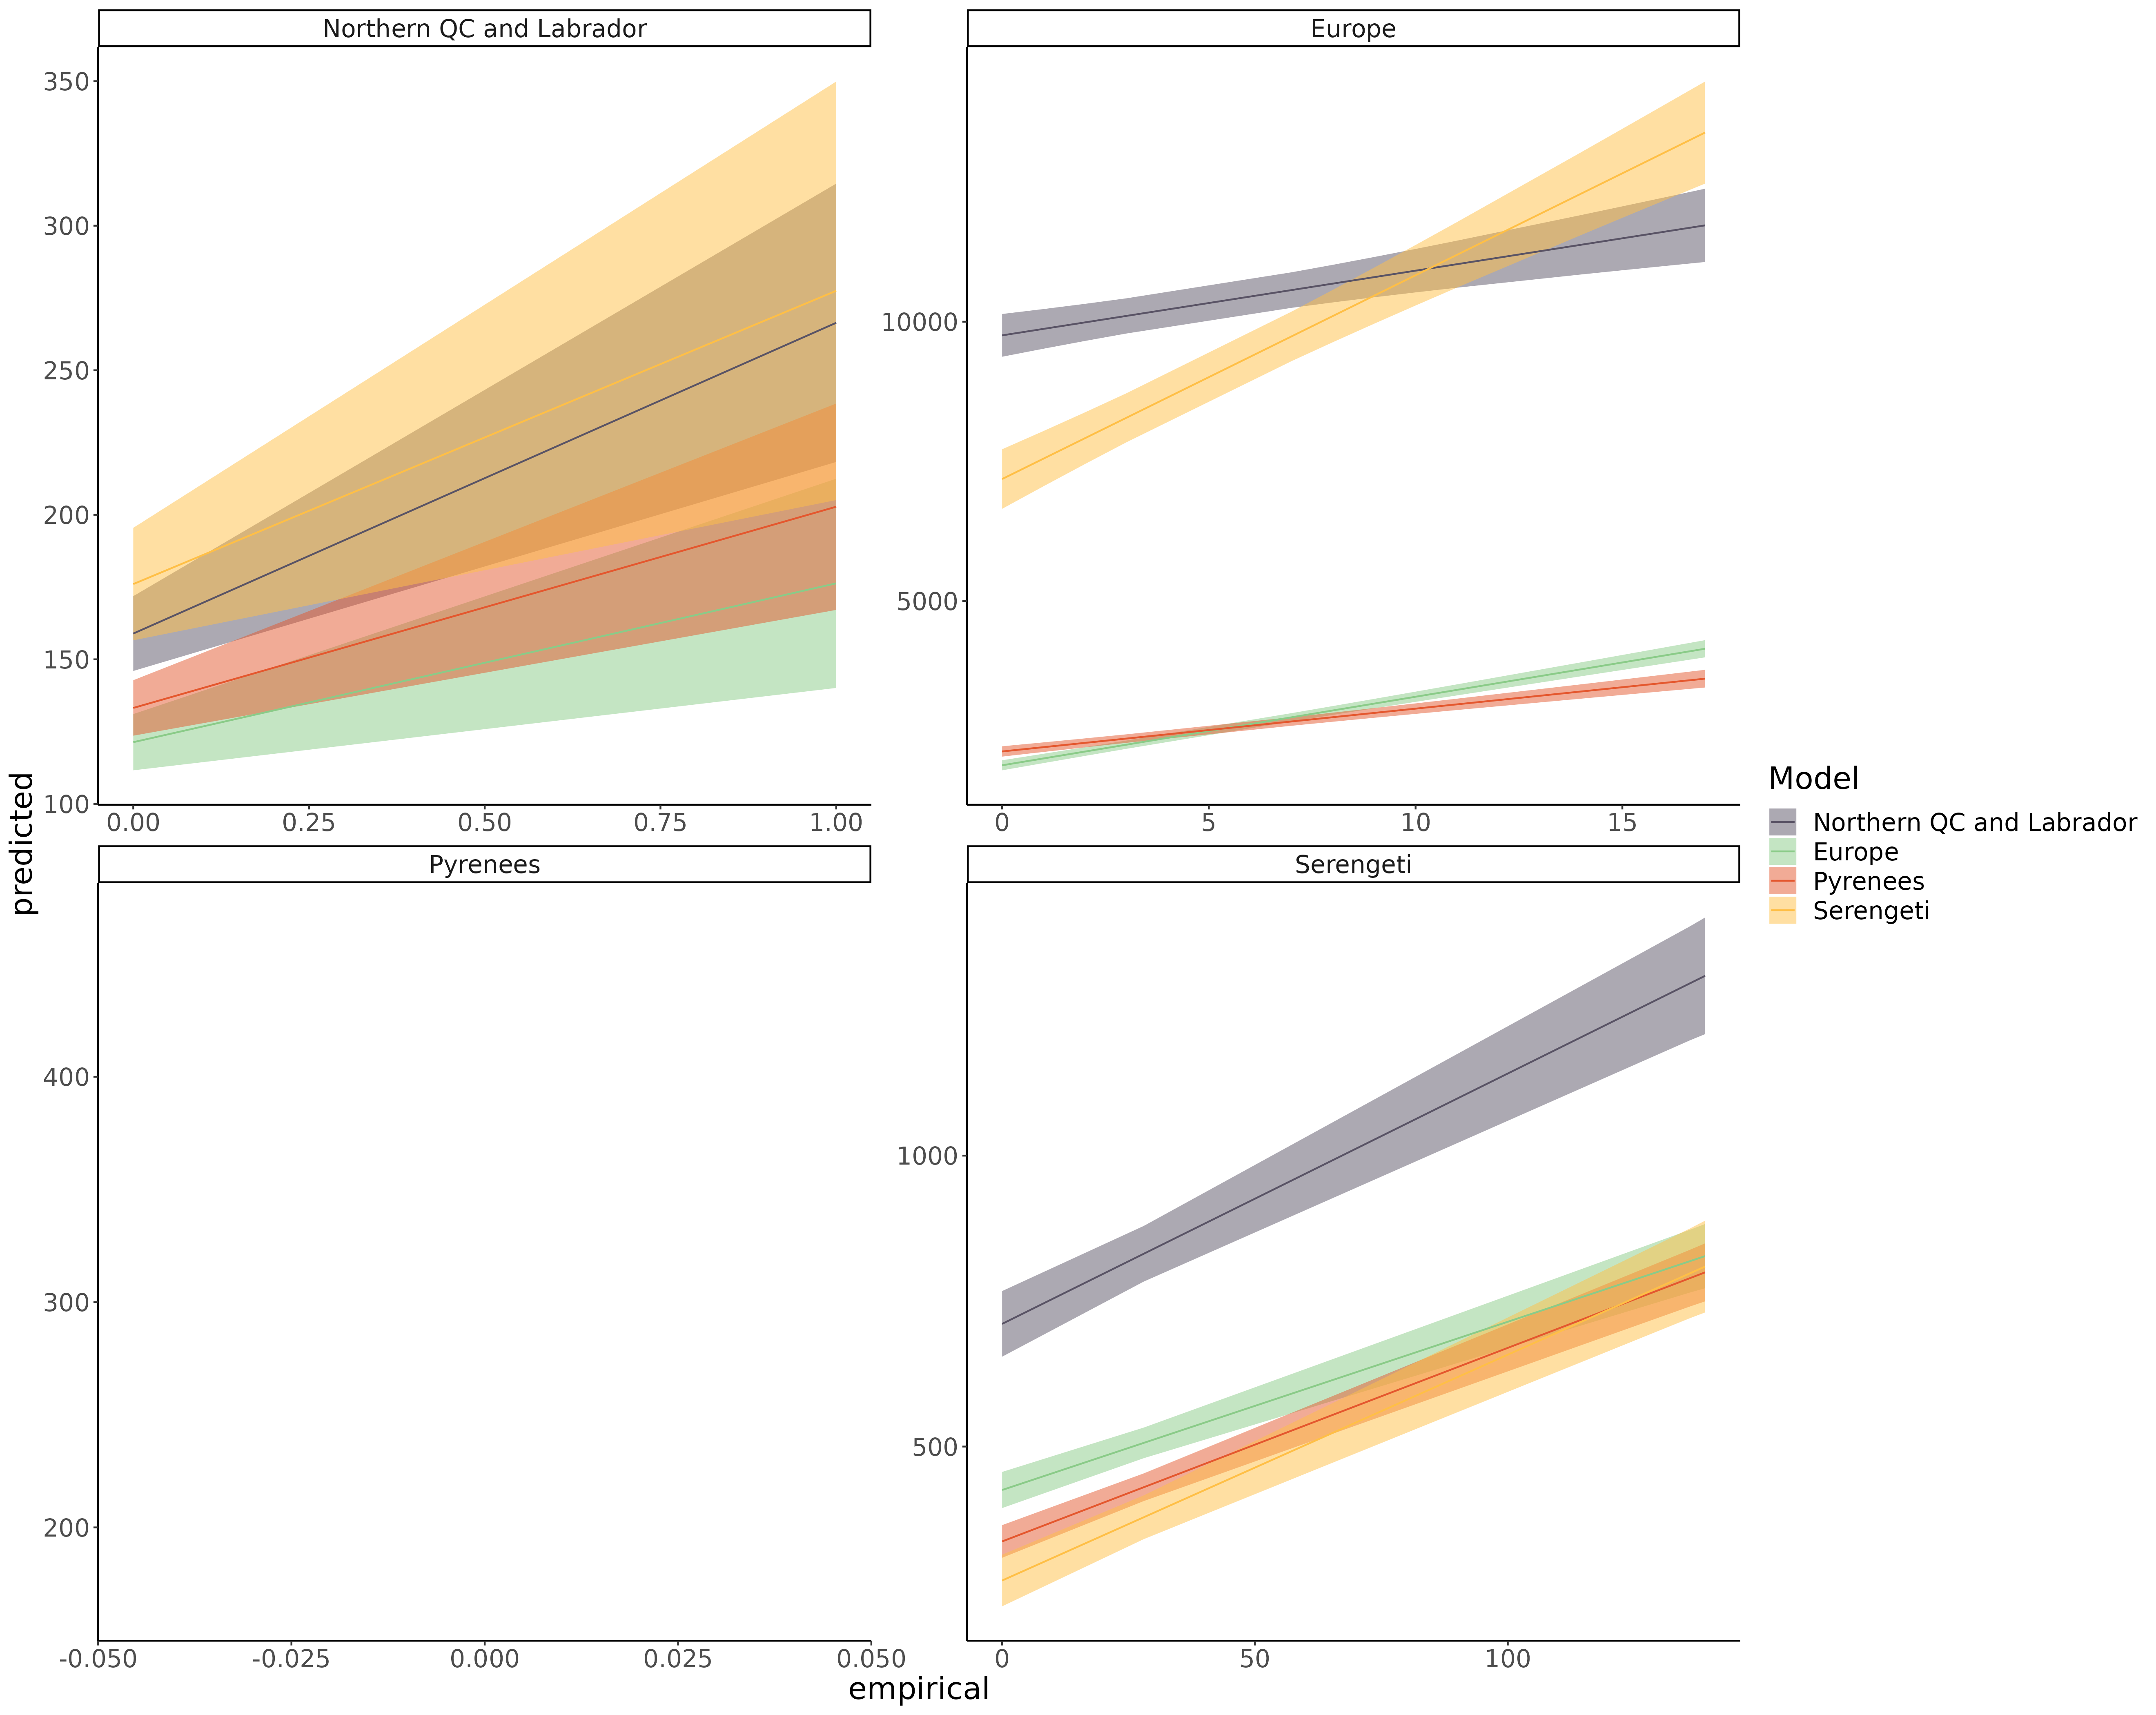 Northern QC and Labrador
Europe
350
300
250
200
150
100
0.00 0.25 0.50 0.75 1.00
10000
5000
0 5 10 15
Pyrenees
Serengeti
400
300
200
-0.050 -0.025 0.000 0.025 0.050
1000
500
0 50 100
predicted
empirical
Model
Northern QC and Labrador
Europe
Pyrenees
Serengeti